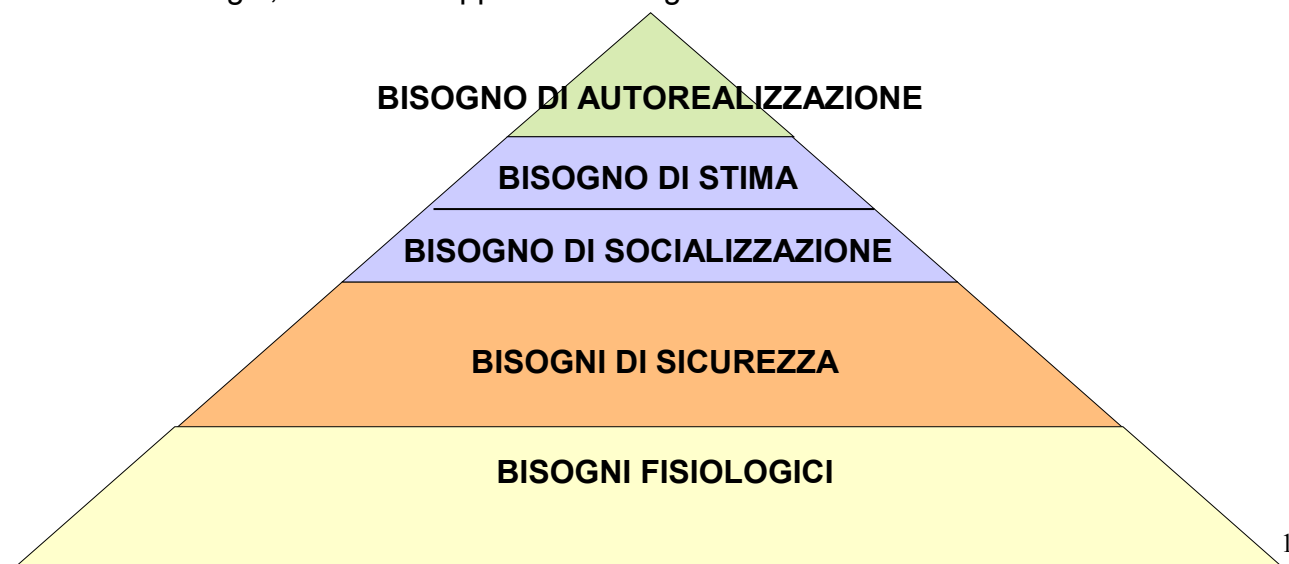 BISOGNO DI AUTOREALIZZAZIONE
BISOGNO DI STIMA
BISOGNO DI SOCIALIZZAZIONE
BISOGNI DI SICUREZZA
BISOGNI FISIOLOGICI
1